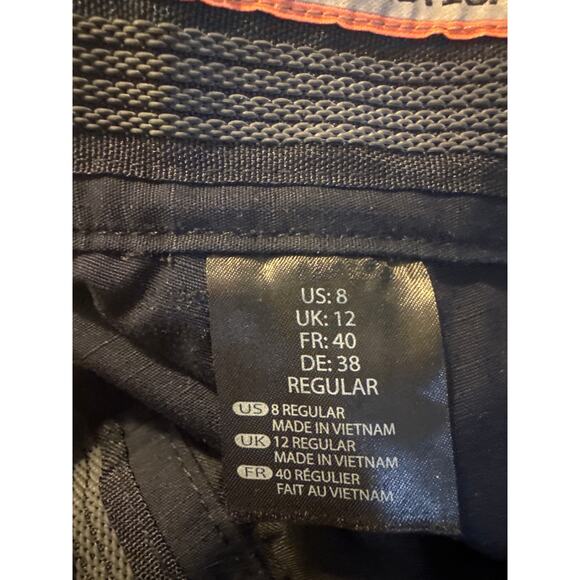 US: 8
UK: 12
FR: 40
DE: 38
REGULAR
US 8 REGULAR
MADE IN VIETNAM
UK 12 REGULAR
MADE IN VIETNAM
FR 40 RÉGULIER
FAIT AU VIETNAM